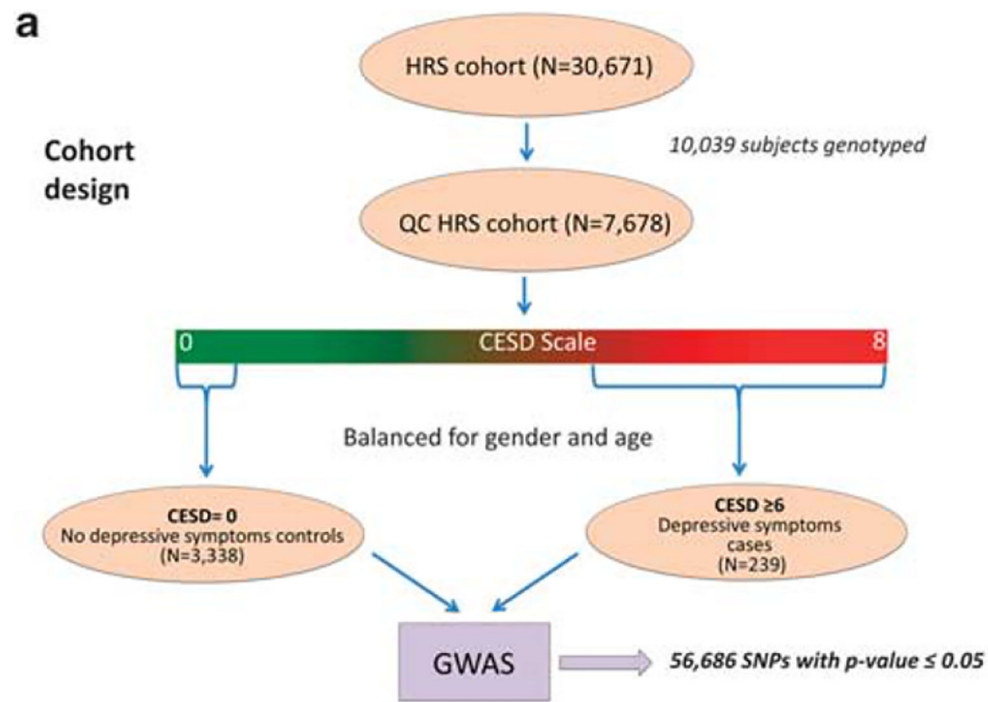 a
HRS cohort (N=30,671)
Cohort
design
10,039 subjects genotyped
QC HRS cohort (N=7,678)
0
CESD Scale
8
Balanced for gender and age
CESD= 0
No depressive symptoms controls
(N=3,338)
CESD ≥6
Depressive symptoms
cases
(N=239)
GWAS
56,686 SNPs with p-value ≤ 0.05